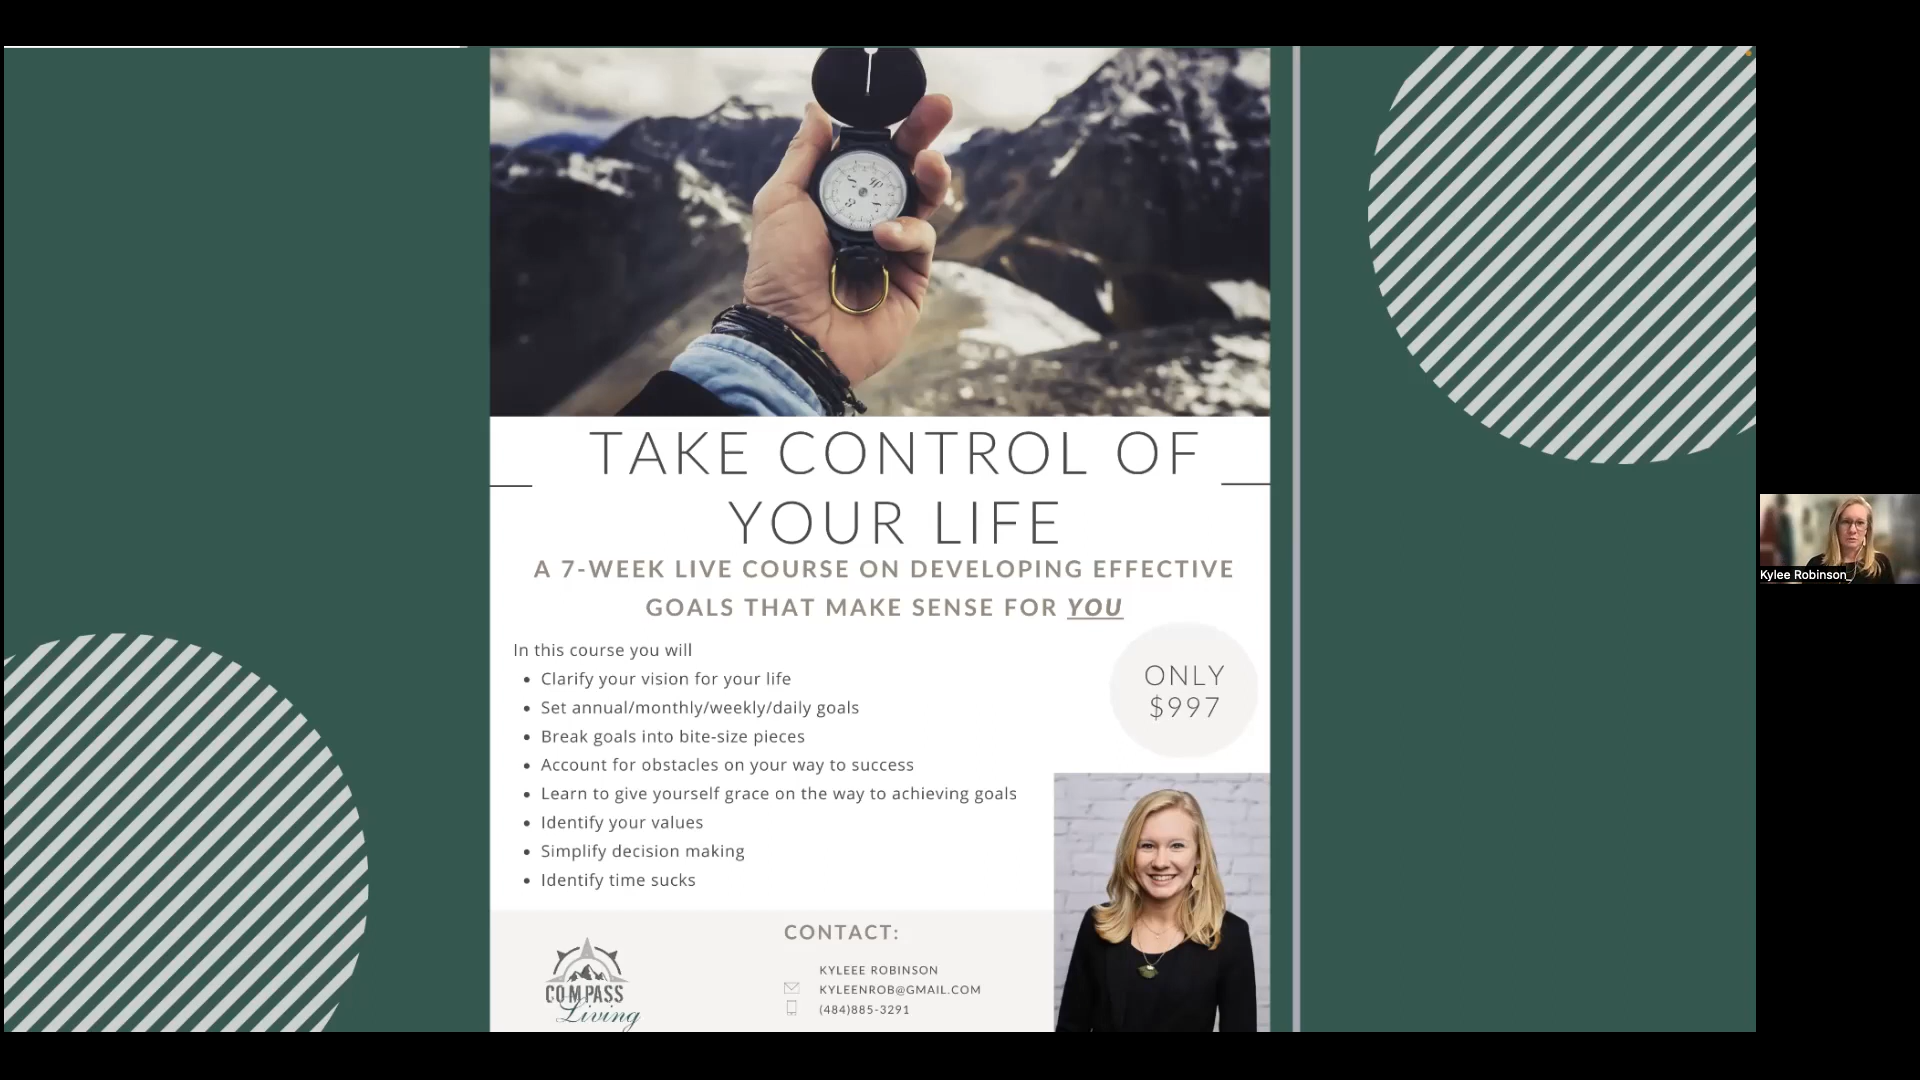 TAKE CONTROL OF
YOUR LIFE
A 7-WEEK LIVE COURSE ON DEVELOPING EFFECTIVE
GOALS THAT MAKE SENSE FOR YOU
In this course you will
• Clarify your vision for your life
• Set annual/monthly/weekly/daily goals
• Break goals into bite-size pieces
• Account for obstacles on your way to success
• Learn to give yourself grace on the way to achieving goals
• Identify your values
• Simplify decision making
• Identify time sucks
ONLY
$997
COMPASS
Living
CONTACT:
KYLEEE ROBINSON
KYLEENROB@GMAIL.COM
(484)885-3291
Kylee Robinson_